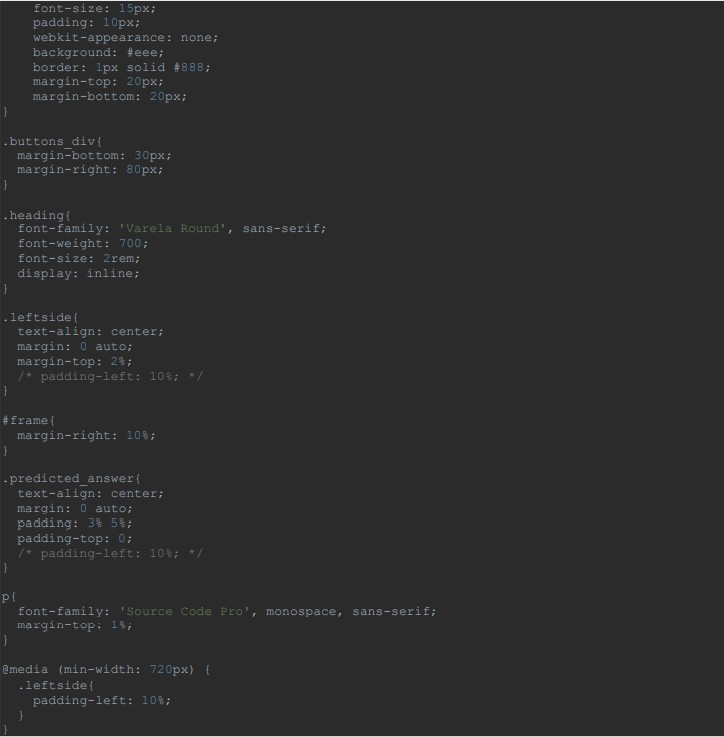 font-size: 15px;
padding: 10px;
webkit-appearance: none;
background: #eee;
border: 1px solid #888;
margin-top: 20px;
margin-bottom: 20px;
}
.buttons_div{
margin-bottom: 30px;
margin-right: 80px;
}
.heading{
font-family: 'Varela Round', sans-serif;
font-weight: 700;
font-size: 2rem;
display: inline;
}
.leftside{
text-align: center;
margin: 0 auto;
margin-top: 2%;
/* padding-left: 10%; */
}
#frame{
margin-right: 10%;
}
.predicted_answer{
text-align: center;
margin: 0 auto;
padding: 3% 5%;
padding-top: 0;
/* padding-left: 10%; */
}
p{
font-family: 'Source Code Pro', monospace, sans-serif;
margin-top: 1%;
}
@media (min-width: 720px) {
.leftside{
padding-left: 10%;
}
}